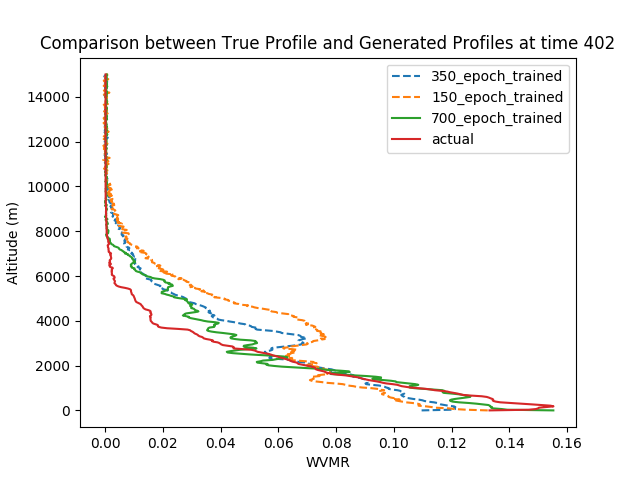 Comparison between True Profile and Generated Profiles at time 402
350_epoch_trained
150_epoch_trained
700_epoch_trained
actual
14000
12000
10000
8000
6000
4000
2000
0
Altitude (m)
0.00 0.02 0.04 0.06 0.08 0.10 0.12 0.14 0.16
WVMR